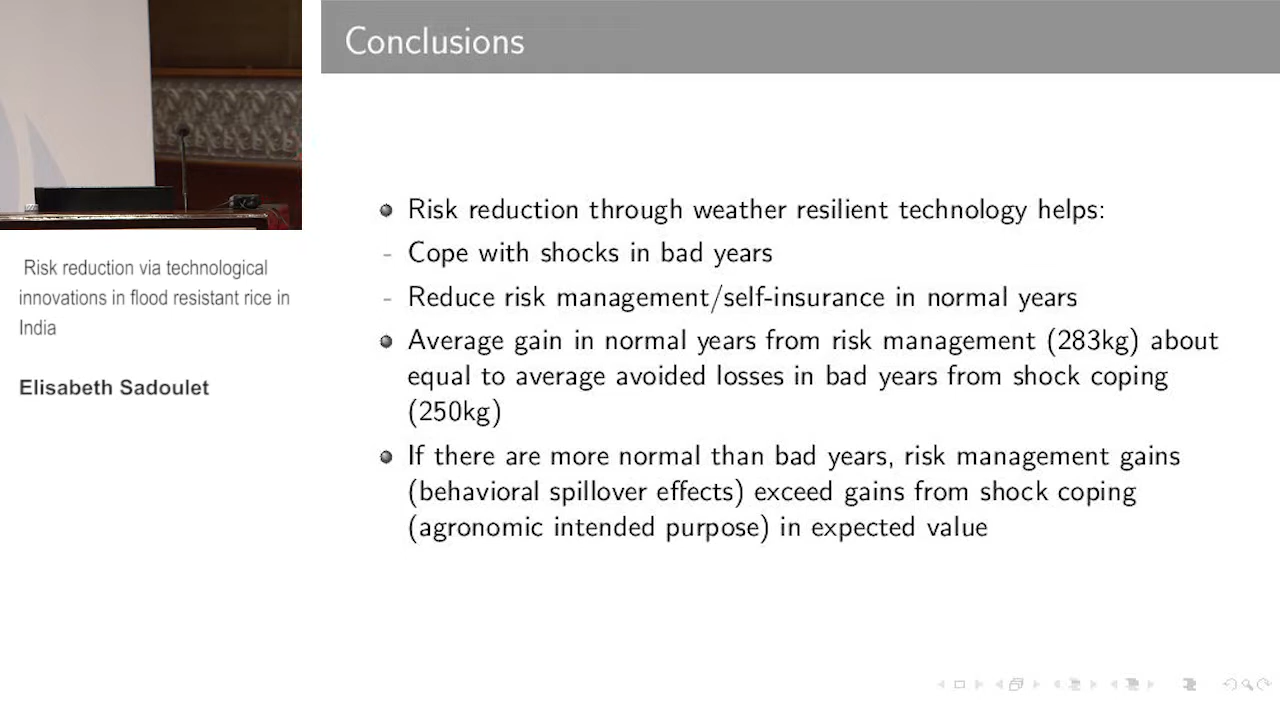 Conclusions
Risk reduction through weather resilient technology helps:
- Cope with shocks in bad years
- Reduce risk management/self-insurance in normal years
Average gain in normal years from risk management (283kg) about
equal to average avoided losses in bad years from shock coping
(250kg)
If there are more normal than bad years, risk management gains
(behavioral spillover effects) exceed gains from shock coping
(agronomic intended purpose) in expected value
Risk reduction via technological
innovations in flood resistant rice in
India
Elisabeth Sadoulet